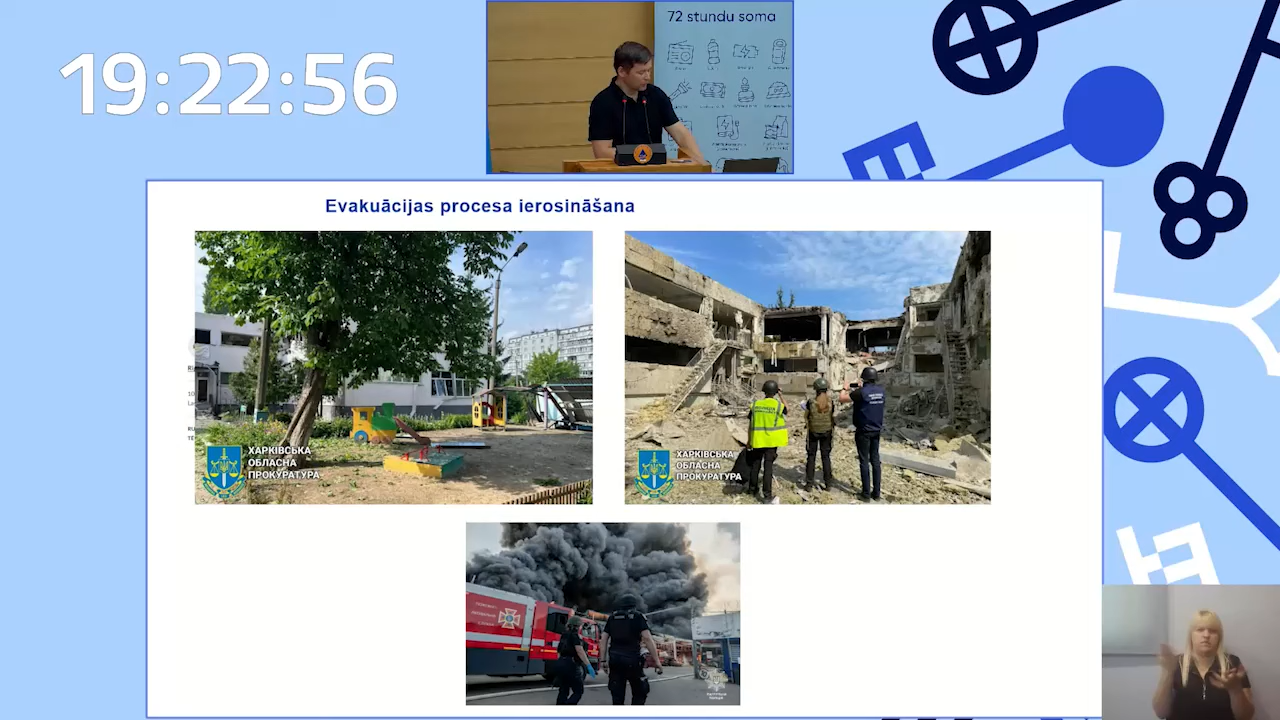 19:22:56
72 stundu soma
Evakuācijas procesa ierosināšana
ХАРКІВСЬКА
ОБЛАСНА
ПРОКУРАТУРА
ХАРКІВСЬКА
ОБЛАСНА
ПРОКУРАТУРА